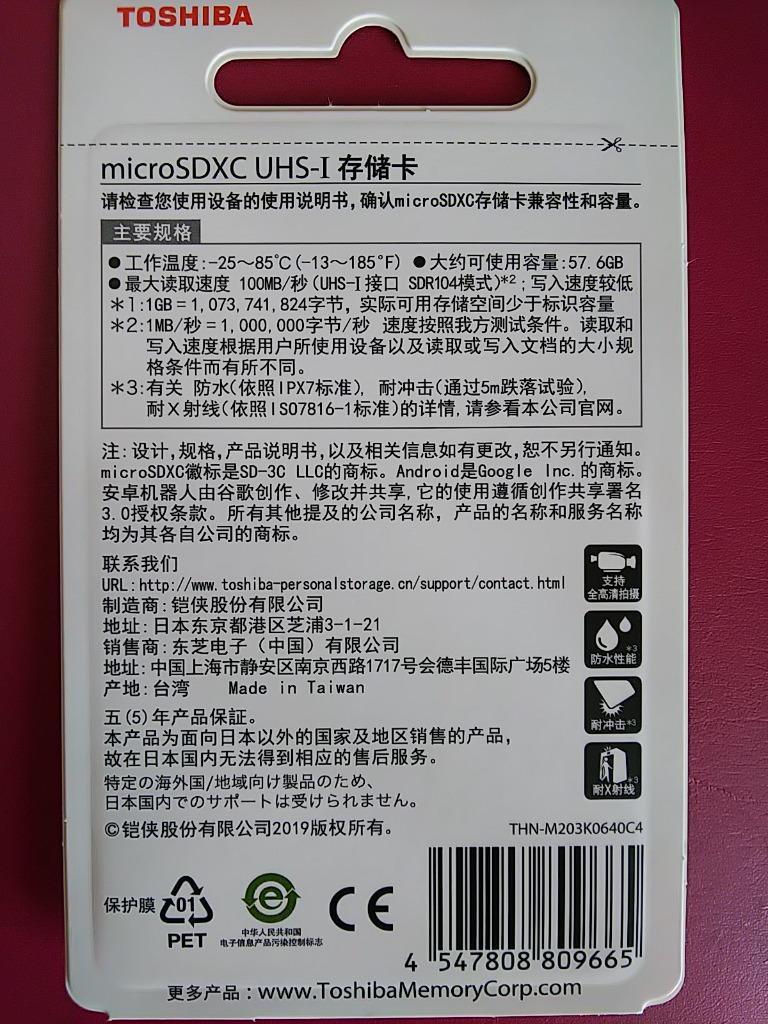 TOSHIBA
microSDXC UHS-I 存储卡
请检查您使用设备的使用说明书,确认microSDXC存储卡兼容性和容量。
主要规格
●工作温度:-25～85℃(-13～185°F) ●大约可使用容量:57.6GB
●最大读取速度 100MB/秒(UHS-I接口 SDR104模式)*2;写入速度较低
*1:1GB=1,073,741,824字节, 实际可用存储空间少于标识容量
*2:1MB/秒=1,000,000字节/秒 速度按照我方测试条件。读取和
写入速度根据用户所使用设备以及读取或写入文档的大小规
格条件而有所不同。
*3:有关 防水(依照IPX7标准), 耐冲击(通过5m跌落试验),
耐X射线(依照ISO7816-1标准)的详情,请参看本公司官网。
注:设计,规格,产品说明书,以及相关信息如有更改,恕不另行通知。
microSDXC徽标是SD-3C LLC的商标。Android是Google Inc.的商标。
安卓机器人由谷歌创作、修改并共享,它的使用遵循创作共享署名
3.0授权条款。所有其他提及的公司名称, 产品的名称和服务名称
均为其各自公司的商标。
联系我们
URL:http://www.toshiba-personalstorage.cn/support/contact.html
制造商:铠侠股份有限公司
地址:日本东京都港区芝浦3-1-21
销售商:东芝电子(中国)有限公司
地址:中国上海市静安区南京西路1717号会德丰国际广场5楼
产地:台湾 Made in Taiwan
支持
全高清拍摄
防水性能*3
耐冲击*3
耐X射线*3
五(5)年产品保证。
本产品为面向日本以外的国家及地区销售的产品,
故在日本国内无法得到相应的售后服务。
特定の海外国/地域向け製品のため、
日本国内でのサポートは受けられません。
©铠侠股份有限公司2019版权所有。
THN-M203K0640C4
保护膜
01
PET
e
中华人民共和国
电子信息产品污染控制标志
CE
4 547808 809665
更多产品:www.ToshibaMemoryCorp.com